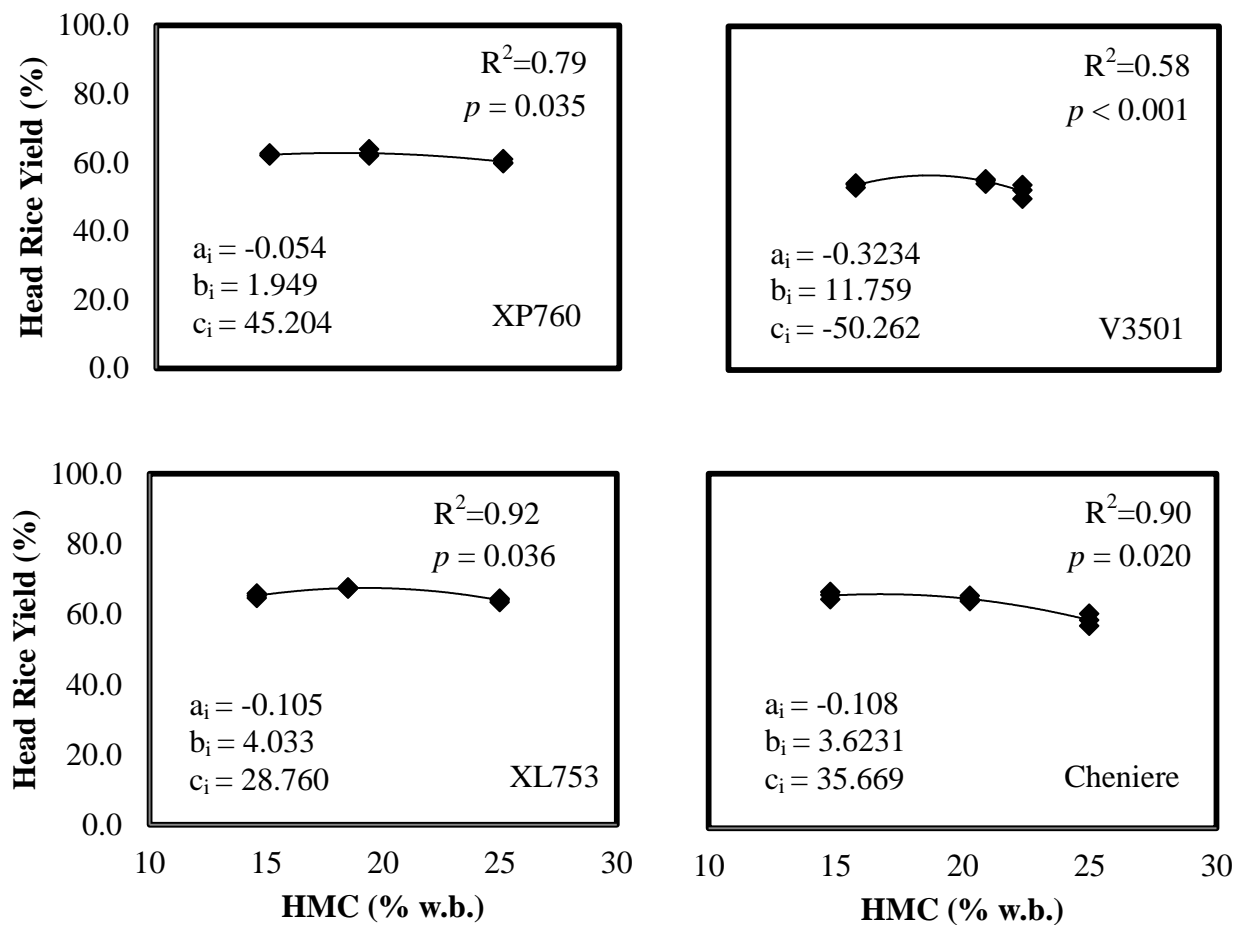 Head Rice Yield (%)
100.0
80.0
60.0
40.0
20.0
0.0
R²=0.79
p = 0.035
aᵢ = -0.054
bᵢ = 1.949
cᵢ = 45.204
XP760
R²=0.58
p < 0.001
aᵢ = -0.3234
bᵢ = 11.759
cᵢ = -50.262
V3501
Head Rice Yield (%)
100.0
80.0
60.0
40.0
20.0
0.0
R²=0.92
p = 0.036
aᵢ = -0.105
bᵢ = 4.033
cᵢ = 28.760
XL753
10 15 20 25 30
HMC (% w.b.)
R²=0.90
p = 0.020
aᵢ = -0.108
bᵢ = 3.6231
cᵢ = 35.669
Cheniere
10 15 20 25 30
HMC (% w.b.)